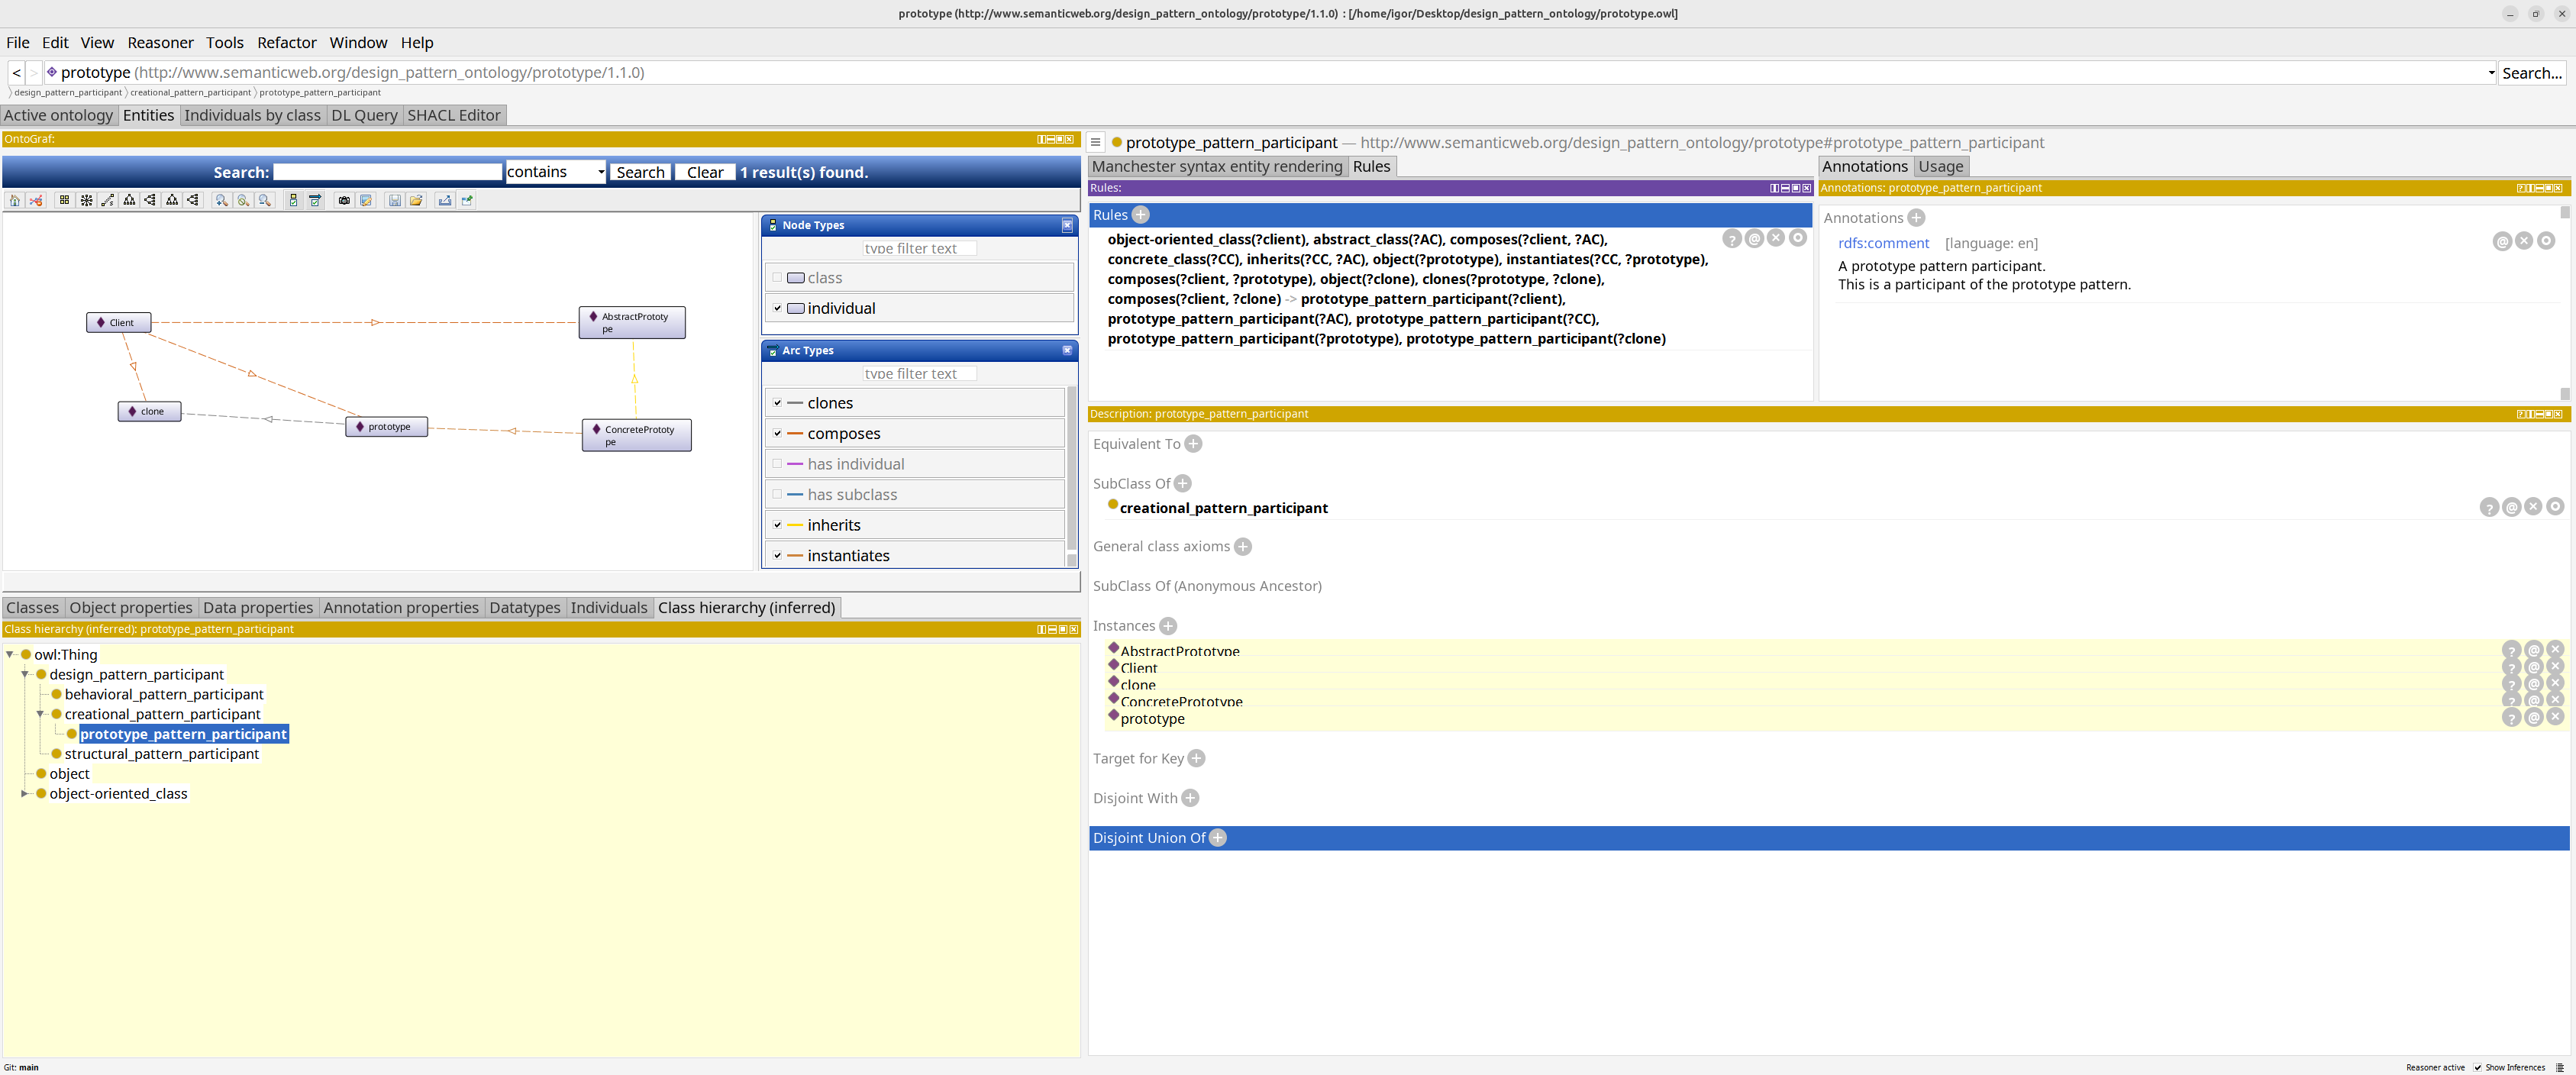 prototype (http://www.semanticweb.org/design_pattern_ontology/prototype/1.1.0) : [/home/igor/Desktop/design_pattern_ontology/prototype.owl]
File Edit View Reasoner Tools Refactor Window Help
< > prototype (http://www.semanticweb.org/design_pattern_ontology/prototype/1.1.0) Search...
design_pattern_participant creational_pattern_participant prototype_pattern_participant
Active ontology Entities Individuals by class DL Query SHACL Editor
OntoGraf:
Search: contains Search Clear 1 result(s) found.
Node Types
type filter text
class
individual
Arc Types
type filter text
clones
composes
has individual
has subclass
inherits
instantiates
Client
AbstractPrototy
pe
clone
prototype
ConcretePrototy
pe
Classes Object properties Data properties Annotation properties Datatypes Individuals Class hierarchy (inferred)
Class hierarchy (inferred): prototype_pattern_participant
owl:Thing
design_pattern_participant
behavioral_pattern_participant
creational_pattern_participant
prototype_pattern_participant
structural_pattern_participant
object
object-oriented_class
prototype_pattern_participant — http://www.semanticweb.org/design_pattern_ontology/prototype#prototype_pattern_participant
Manchester syntax entity rendering Rules
Rules:
Rules
object-oriented_class(?client), abstract_class(?AC), composes(?client, ?AC),
concrete_class(?CC), inherits(?CC, ?AC), object(?prototype), instantiates(?CC, ?prototype),
composes(?client, ?prototype), object(?clone), clones(?prototype, ?clone),
composes(?client, ?clone) -> prototype_pattern_participant(?client),
prototype_pattern_participant(?AC), prototype_pattern_participant(?CC),
prototype_pattern_participant(?prototype), prototype_pattern_participant(?clone)
Annotations Usage
Annotations: prototype_pattern_participant
Annotations
rdfs:comment [language: en]
A prototype pattern participant.
This is a participant of the prototype pattern.
Description: prototype_pattern_participant
Equivalent To
SubClass Of
creational_pattern_participant
General class axioms
SubClass Of (Anonymous Ancestor)
Instances
AbstractPrototype
Client
clone
ConcretePrototype
prototype
Target for Key
Disjoint With
Disjoint Union Of
Git: main
Reasoner active Show Inferences